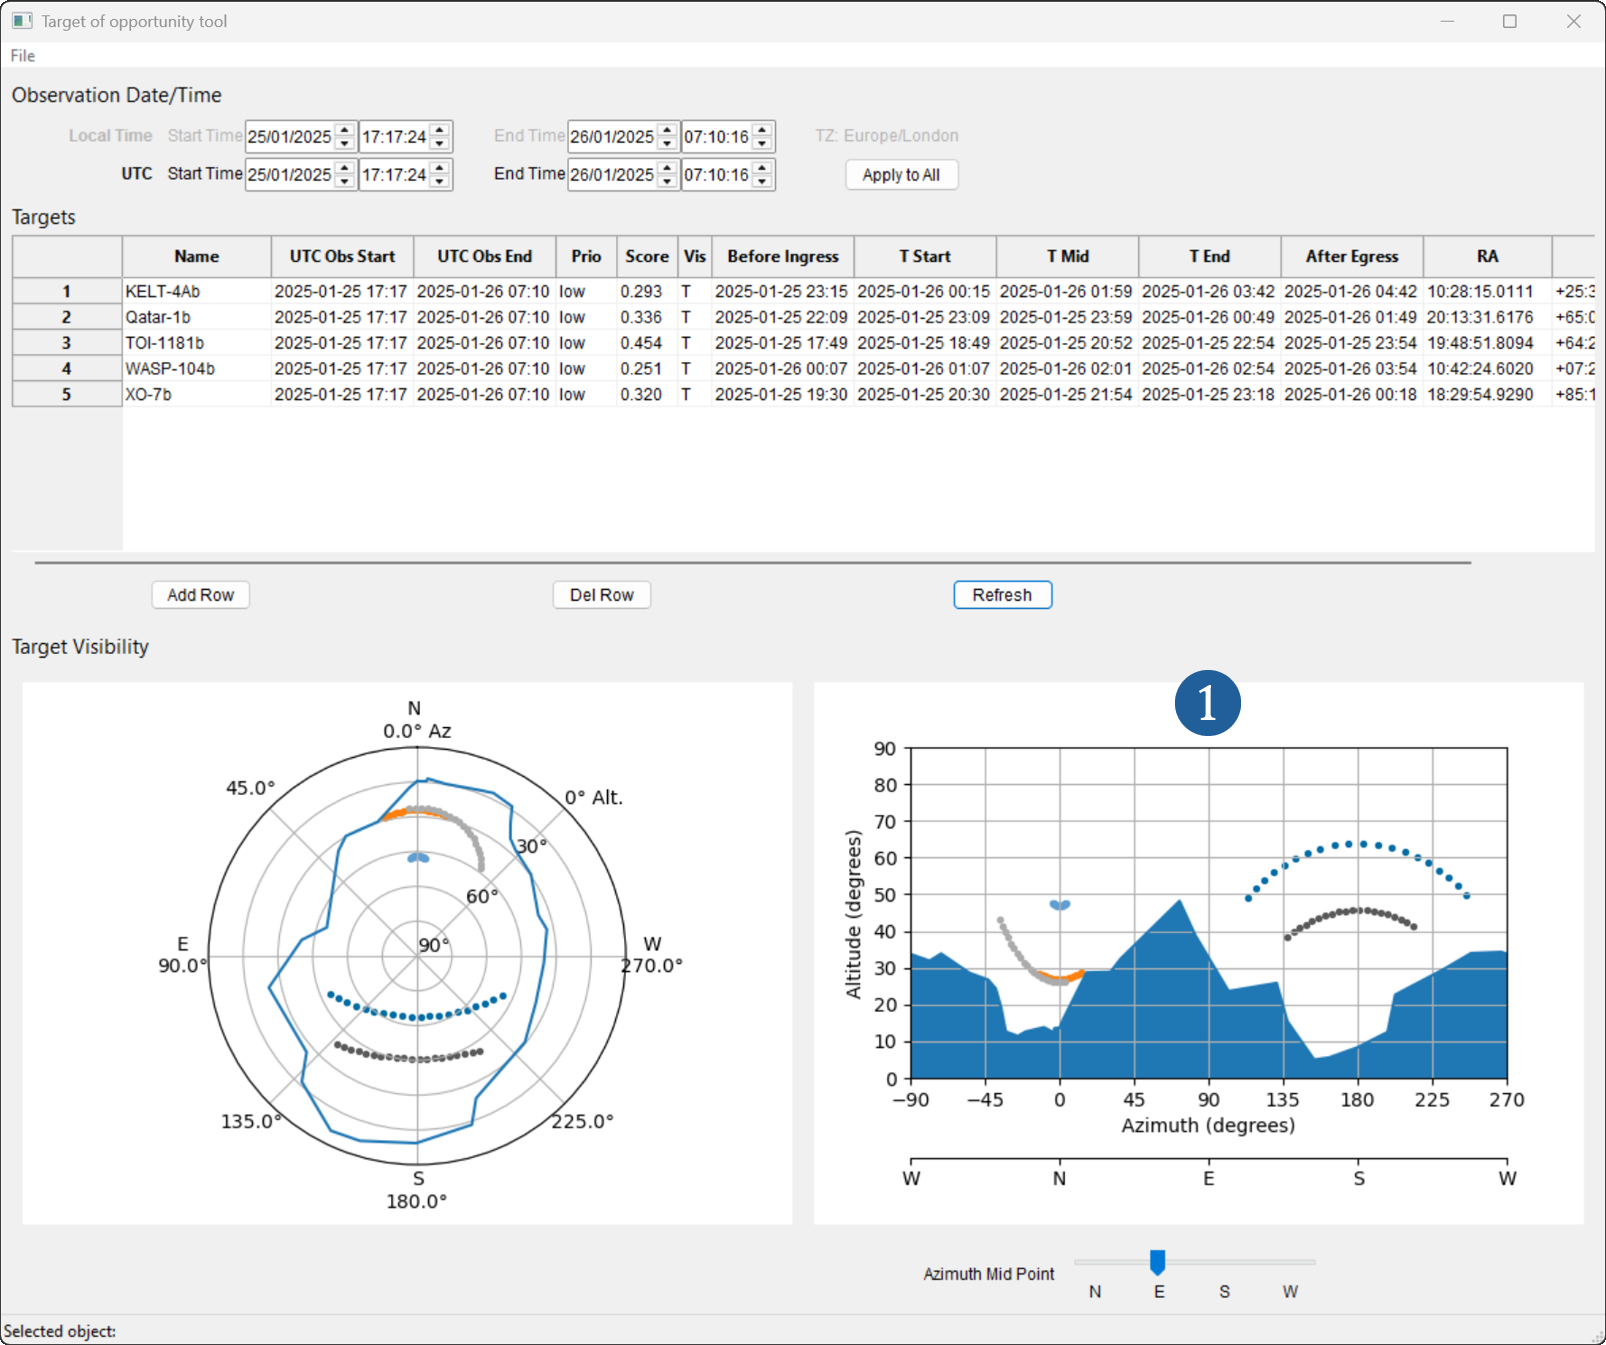 Target of opportunity tool
File
Observation Date/Time
Local Time Start Time 25/01/2025 17:17:24 End Time 26/01/2025 07:10:16 TZ: Europe/London
UTC Start Time 25/01/2025 17:17:24 End Time 26/01/2025 07:10:16 Apply to All
Targets
Name UTC Obs Start UTC Obs End Prio Score Vis Before Ingress T Start T Mid T End After Egress RA
1 KELT-4Ab 2025-01-25 17:17 2025-01-26 07:10 low 0.293 T 2025-01-25 23:15 2025-01-26 00:15 2025-01-26 01:59 2025-01-26 03:42 2025-01-26 04:42 10:28:15.0111 +25:3
2 Qatar-1b 2025-01-25 17:17 2025-01-26 07:10 low 0.336 T 2025-01-25 22:09 2025-01-25 23:09 2025-01-25 23:59 2025-01-26 00:49 2025-01-26 01:49 20:13:31.6176 +65:0
3 TOI-1181b 2025-01-25 17:17 2025-01-26 07:10 low 0.454 T 2025-01-25 17:49 2025-01-25 18:49 2025-01-25 20:52 2025-01-25 22:54 2025-01-25 23:54 19:48:51.8094 +64:2
4 WASP-104b 2025-01-25 17:17 2025-01-26 07:10 low 0.251 T 2025-01-26 00:07 2025-01-26 01:07 2025-01-26 02:01 2025-01-26 02:54 2025-01-26 03:54 10:42:24.6020 +07:2
5 XO-7b 2025-01-25 17:17 2025-01-26 07:10 low 0.320 T 2025-01-25 19:30 2025-01-25 20:30 2025-01-25 21:54 2025-01-25 23:18 2025-01-26 00:18 18:29:54.9290 +85:1
Add Row Del Row Refresh
Target Visibility
N
0.0° Az
45.0°
0° Alt.
30°
60°
90°
E
90.0°
W
270.0°
135.0°
225.0°
S
180.0°
1
90
80
70
60
50
40
30
20
10
0
Altitude (degrees)
−90 −45 0 45 90 135 180 225 270
Azimuth (degrees)
W N E S W
Azimuth Mid Point
N E S W
Selected object: